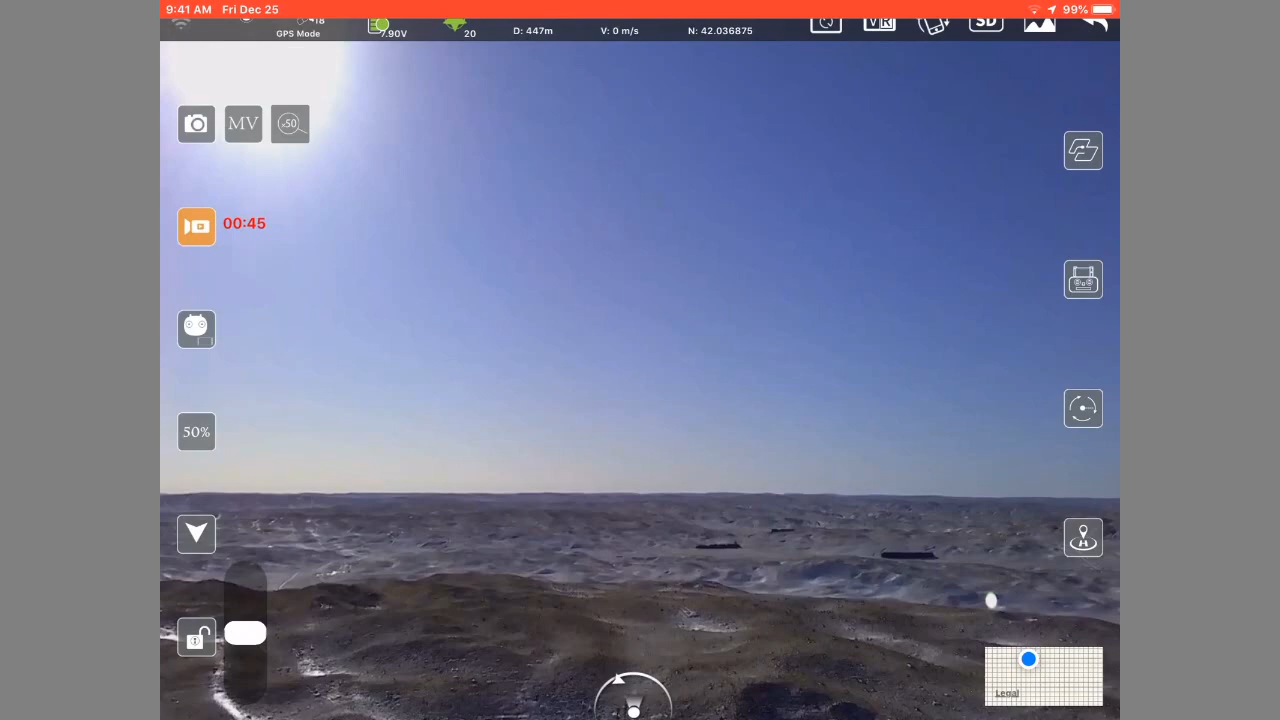 9:41 AM Fri Dec 25
99%
GPS Mode
7.90V
20
D: 447m
V: 0 m/s
N: 42.036875
VR
SD
MV
x50
00:45
50%
H
Legal